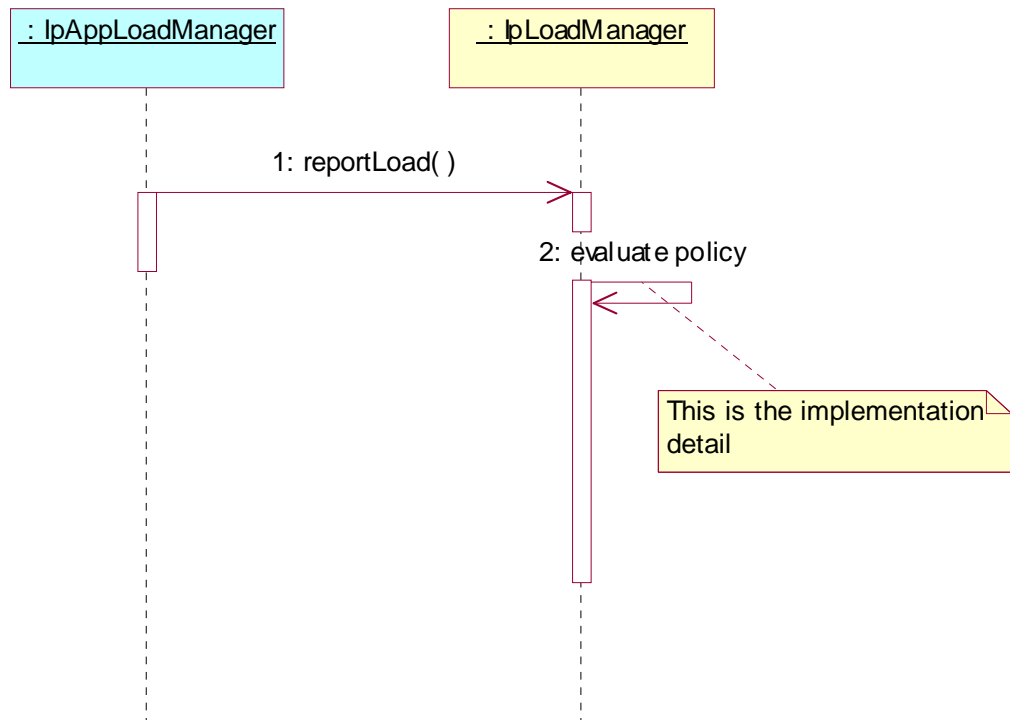 : IpAppLoadManager
: IpLoadManager
1: reportLoad( )
2: evaluate policy
This is the implementation
detail